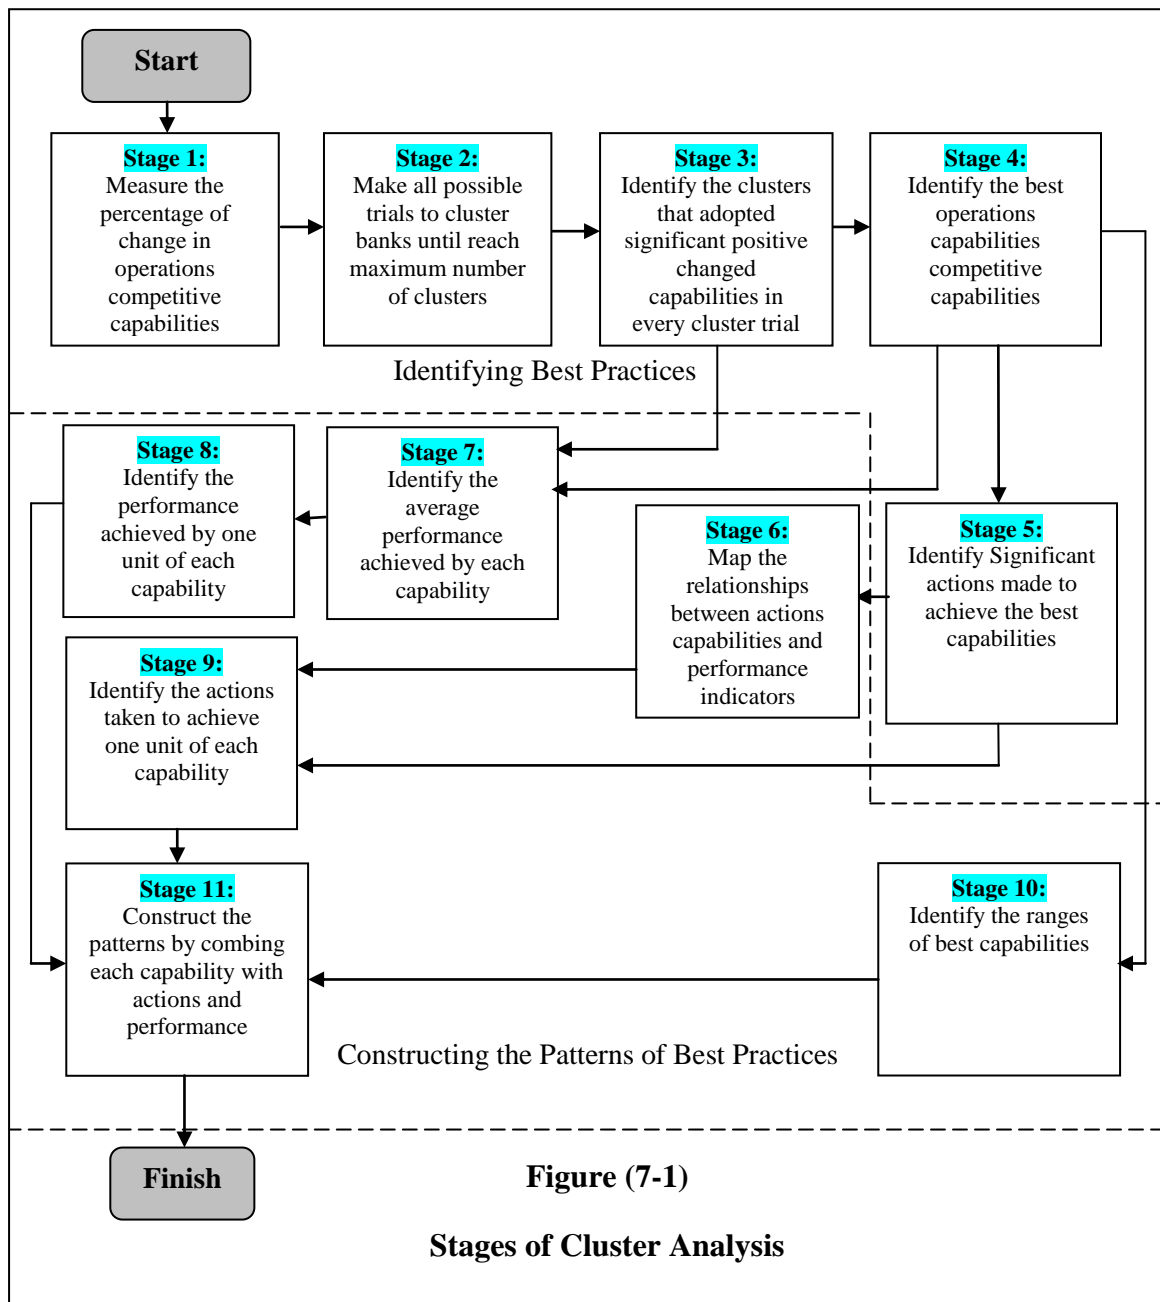 Start
Stage 1:
Measure the
percentage of
change in
operations
competitive
capabilities
Stage 2:
Make all possible
trials to cluster
banks until reach
maximum number
of clusters
Stage 3:
Identify the clusters
that adopted
significant positive
changed
capabilities in
every cluster trial
Stage 4:
Identify the best
operations
capabilities
competitive
capabilities
Identifying Best Practices
Stage 8:
Identify the
performance
achieved by one
unit of each
capability
Stage 7:
Identify the
average
performance
achieved by each
capability
Stage 6:
Map the
relationships
between actions
capabilities and
performance
indicators
Stage 5:
Identify Significant
actions made to
achieve the best
capabilities
Stage 9:
Identify the actions
taken to achieve
one unit of each
capability
Stage 11:
Construct the
patterns by combing
each capability with
actions and
performance
Stage 10:
Identify the ranges
of best capabilities
Constructing the Patterns of Best Practices
Finish
Figure (7-1)
Stages of Cluster Analysis